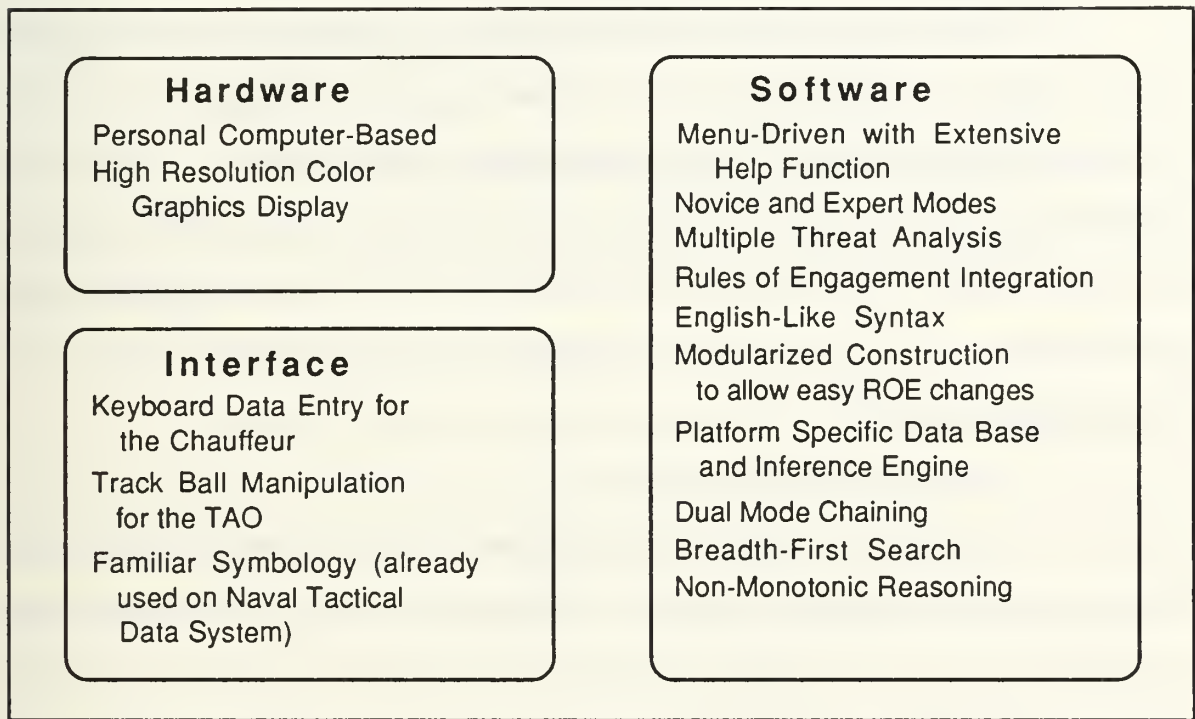 Hardware
Personal Computer-Based
High Resolution Color
Graphics Display
Interface
Keyboard Data Entry for
the Chauffeur
Track Ball Manipulation
for the TAO
Familiar Symbology (already
used on Naval Tactical
Data System)
Software
Menu-Driven with Extensive
Help Function
Novice and Expert Modes
Multiple Threat Analysis
Rules of Engagement Integration
English-Like Syntax
Modularized Construction
to allow easy ROE changes
Platform Specific Data Base
and Inference Engine
Dual Mode Chaining
Breadth-First Search
Non-Monotonic Reasoning